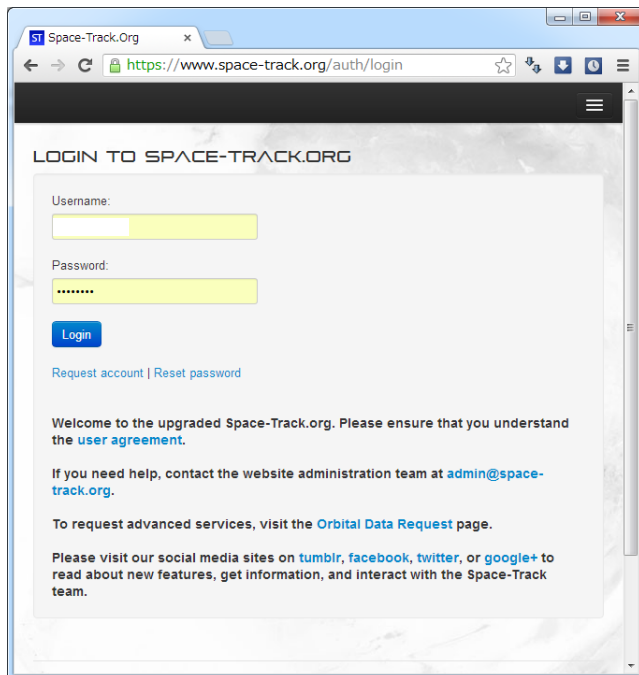 ST Space-Track.Org ×
https://www.space-track.org/auth/login
LOGIN TO SPACE-TRACK.ORG
Username:
Password:
••••••••
Login
Request account | Reset password
Welcome to the upgraded Space-Track.org. Please ensure that you understand
the user agreement.
If you need help, contact the website administration team at admin@space-
track.org.
To request advanced services, visit the Orbital Data Request page.
Please visit our social media sites on tumblr, facebook, twitter, or google+ to
read about new features, get information, and interact with the Space-Track
team.